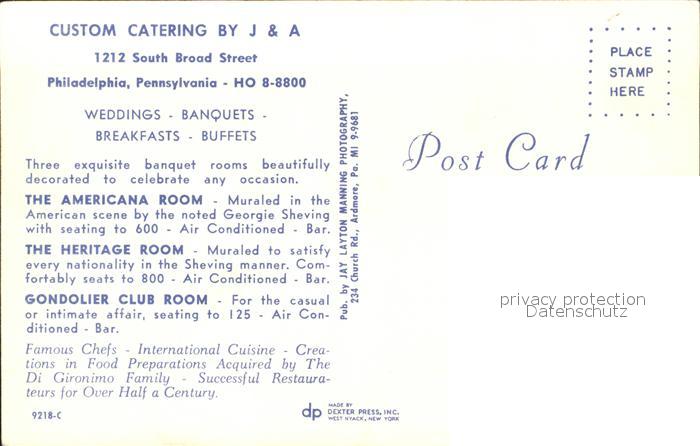 CUSTOM CATERING BY J & A
1212 South Broad Street
Philadelphia, Pennsylvania - HO 8-8800
WEDDINGS - BANQUETS -
BREAKFASTS - BUFFETS
Three exquisite banquet rooms beautifully
decorated to celebrate any occasion.
THE AMERICANA ROOM - Muraled in the
American scene by the noted Georgie Sheving
with seating to 600 - Air Conditioned - Bar.
THE HERITAGE ROOM - Muraled to satisfy
every nationality in the Sheving manner. Com-
fortably seats to 800 - Air Conditioned - Bar.
GONDOLIER CLUB ROOM - For the casual
or intimate affair, seating to 125 - Air Con-
ditioned - Bar.
Famous Chefs - International Cuisine - Crea-
tions in Food Preparations Acquired by The
Di Gironimo Family - Successful Restaura-
teurs for Over Half a Century.
9218-C
Pub. by JAY LAYTON MANNING PHOTOGRAPHY,
234 Church Rd., Ardmore, Pa. MI 9-9681
dp
MADE BY
DEXTER PRESS, INC.
WEST NYACK, NEW YORK
Post Card
PLACE
STAMP
HERE
privacy protection
Datenschutz